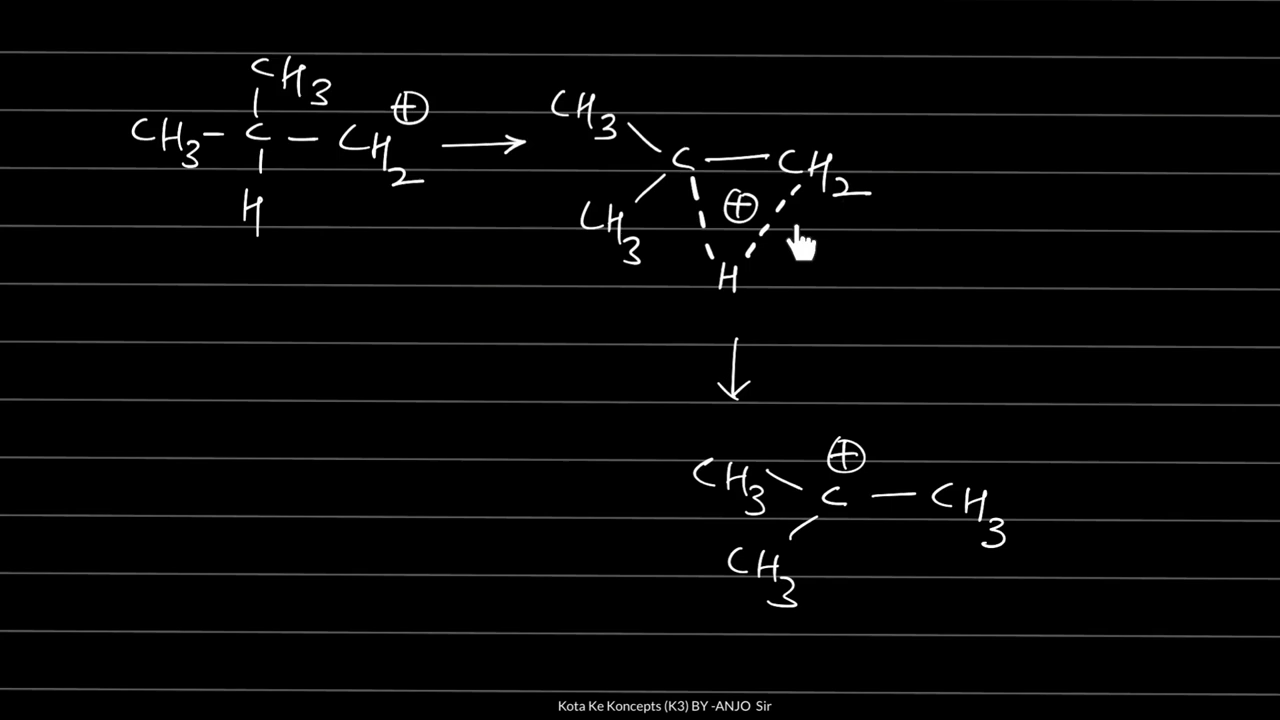 CH3
CH3 - C - CH2 ⊕ →
H
CH3
C — CH2
⊕
CH3
H
↓
⊕
CH3 C — CH3
CH3
Kota Ke Koncepts (K3) BY -ANJO Sir